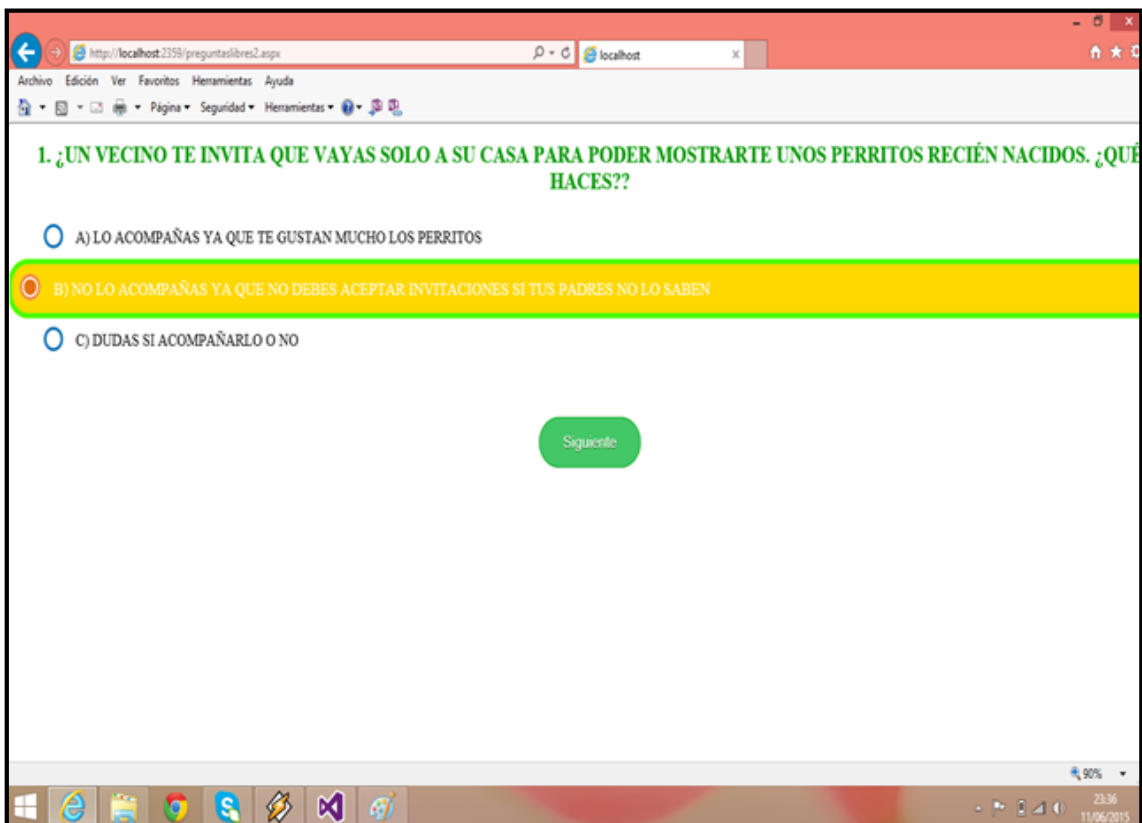 http://localhost:2359/preguntaslibres2.aspx
localhost
Archivo Edición Ver Favoritos Herramientas Ayuda
Página Seguridad Herramientas
1. ¿UN VECINO TE INVITA QUE VAYAS SOLO A SU CASA PARA PODER MOSTRARTE UNOS PERRITOS RECIÉN NACIDOS. ¿QUÉ
HACES??
A) LO ACOMPAÑAS YA QUE TE GUSTAN MUCHO LOS PERRITOS
B) NO LO ACOMPAÑAS YA QUE NO DEBES ACEPTAR INVITACIONES SI TUS PADRES NO LO SABEN
C) DUDAS SI ACOMPAÑARLO O NO
Siguiente
90%
23:36
11/06/2015